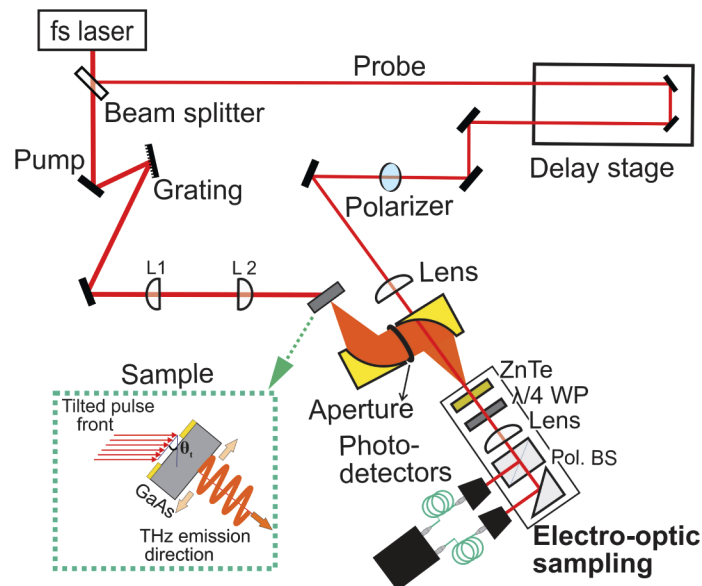 fs laser
Probe
Beam splitter
Delay stage
Pump
Grating
Polarizer
L1
L 2
Lens
Sample
Tilted pulse
front
θt
GaAs
THz emission
direction
Aperture
Photo-
detectors
ZnTe
λ/4 WP
Lens
Pol. BS
Electro-optic
sampling